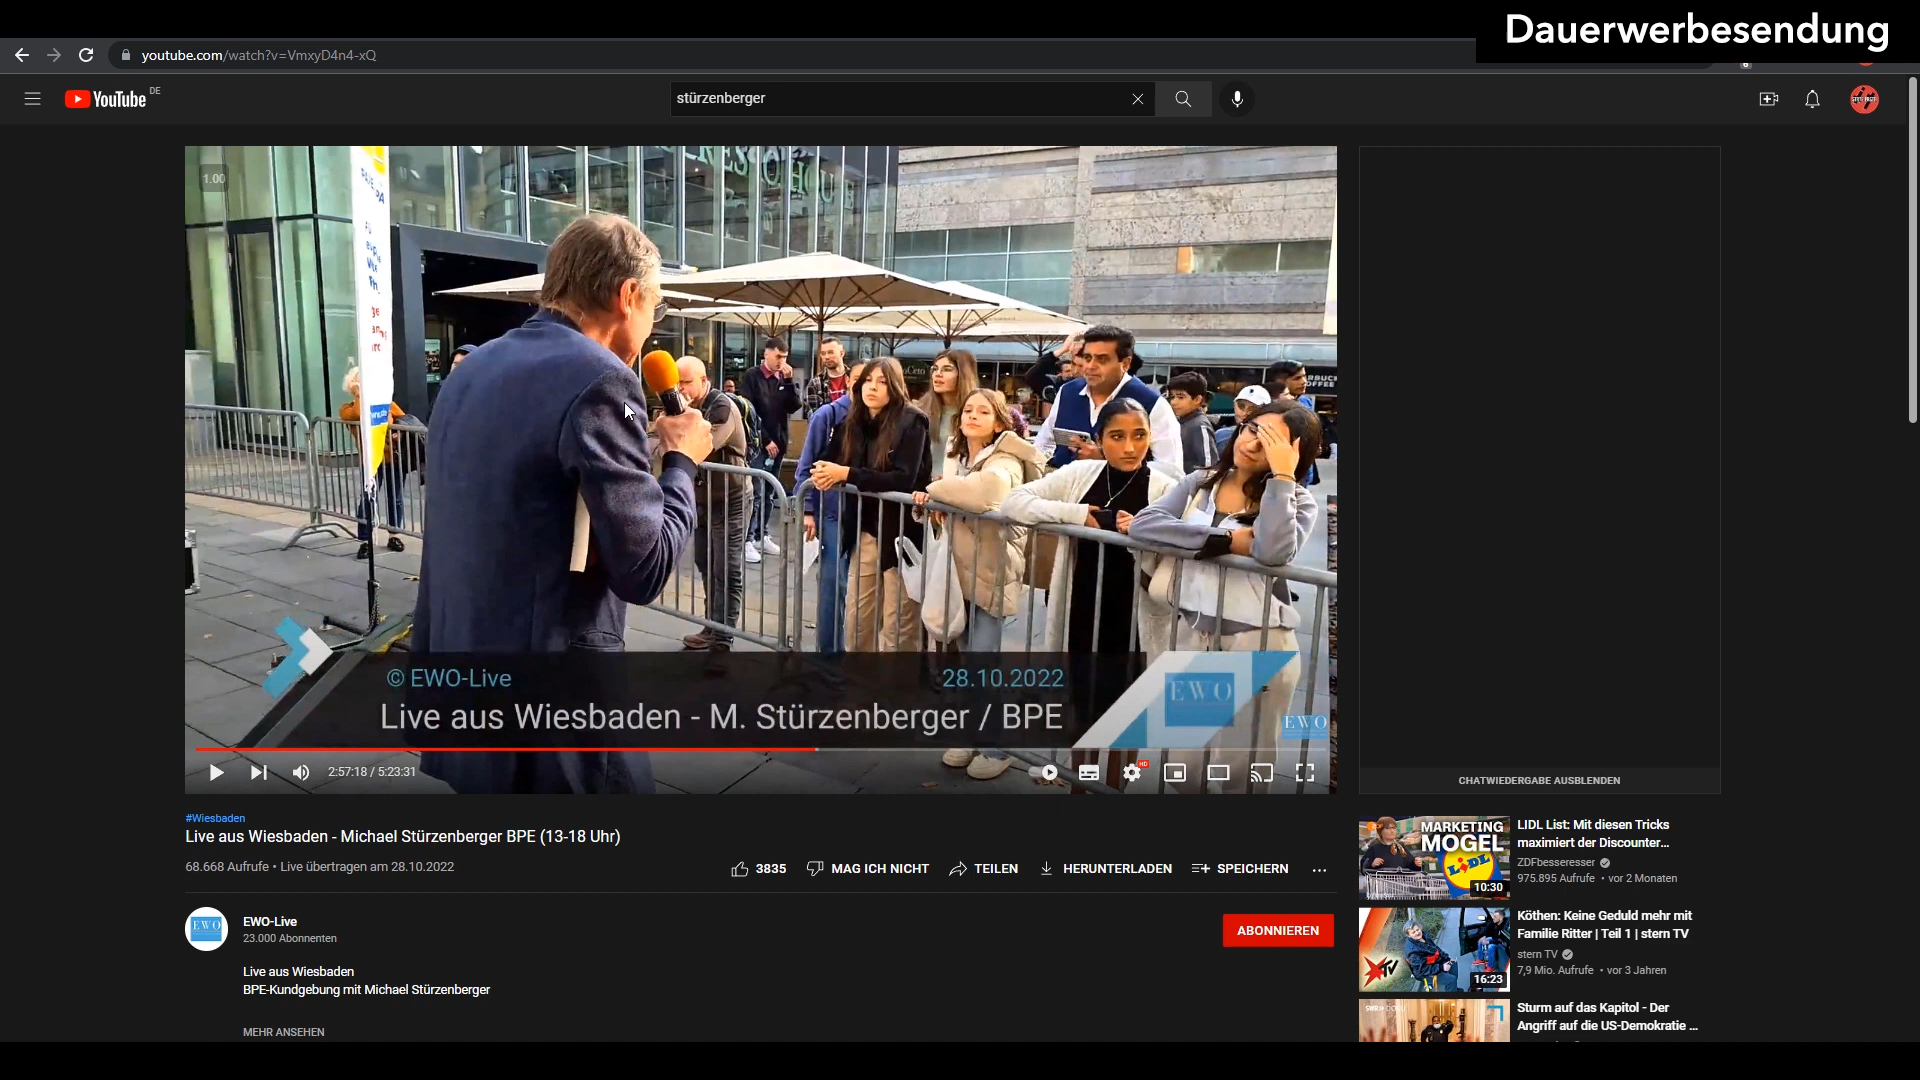 Dauerwerbesendung
youtube.com/watch?v=VmxyD4n4-xQ
YouTube DE
stürzenberger
1.00
© EWO-Live
28.10.2022
Live aus Wiesbaden - M. Stürzenberger / BPE
EWO
EWO
2:57:18 / 5:23:31
HD
CHATWIEDERGABE AUSBLENDEN
#Wiesbaden
Live aus Wiesbaden - Michael Stürzenberger BPE (13-18 Uhr)
68.668 Aufrufe • Live übertragen am 28.10.2022
3835
MAG ICH NICHT
TEILEN
HERUNTERLADEN
SPEICHERN
EWO
EWO-Live
23.000 Abonnenten
ABONNIEREN
Live aus Wiesbaden
BPE-Kundgebung mit Michael Stürzenberger
MEHR ANSEHEN
MARKETING
MOGEL
LIDL
10:30
LIDL List: Mit diesen Tricks
maximiert der Discounter...
ZDFbesseresser
975.895 Aufrufe • vor 2 Monaten
TV
16:23
Köthen: Keine Geduld mehr mit
Familie Ritter | Teil 1 | stern TV
stern TV
7,9 Mio. Aufrufe • vor 3 Jahren
Sturm auf das Kapitol - Der
Angriff auf die US-Demokratie ...